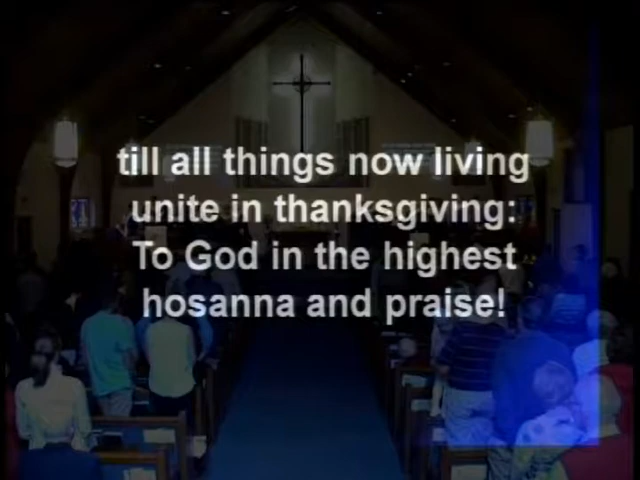 till all things now living
unite in thanksgiving:
To God in the highest
hosanna and praise!